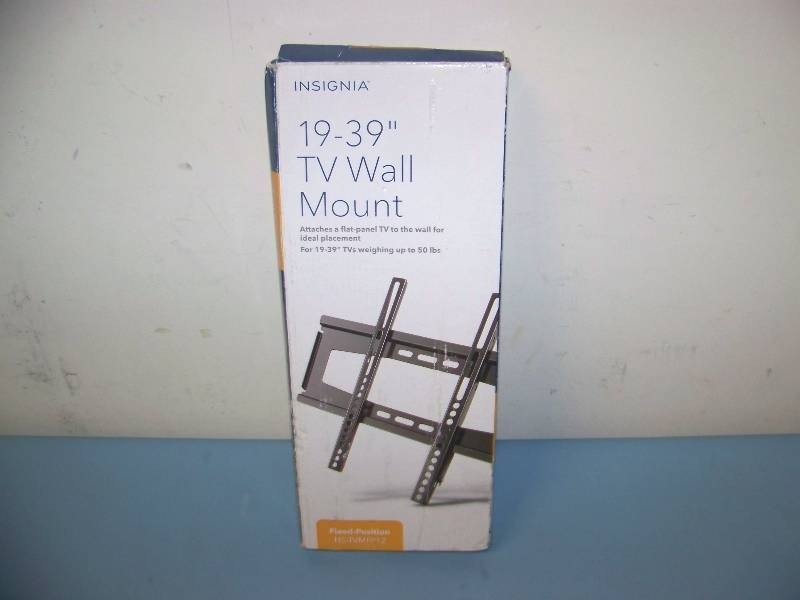 INSIGNIA™
19-39"
TV Wall
Mount
Attaches a flat-panel TV to the wall for
ideal placement
For 19-39" TVs weighing up to 50 lbs
Fixed-Position